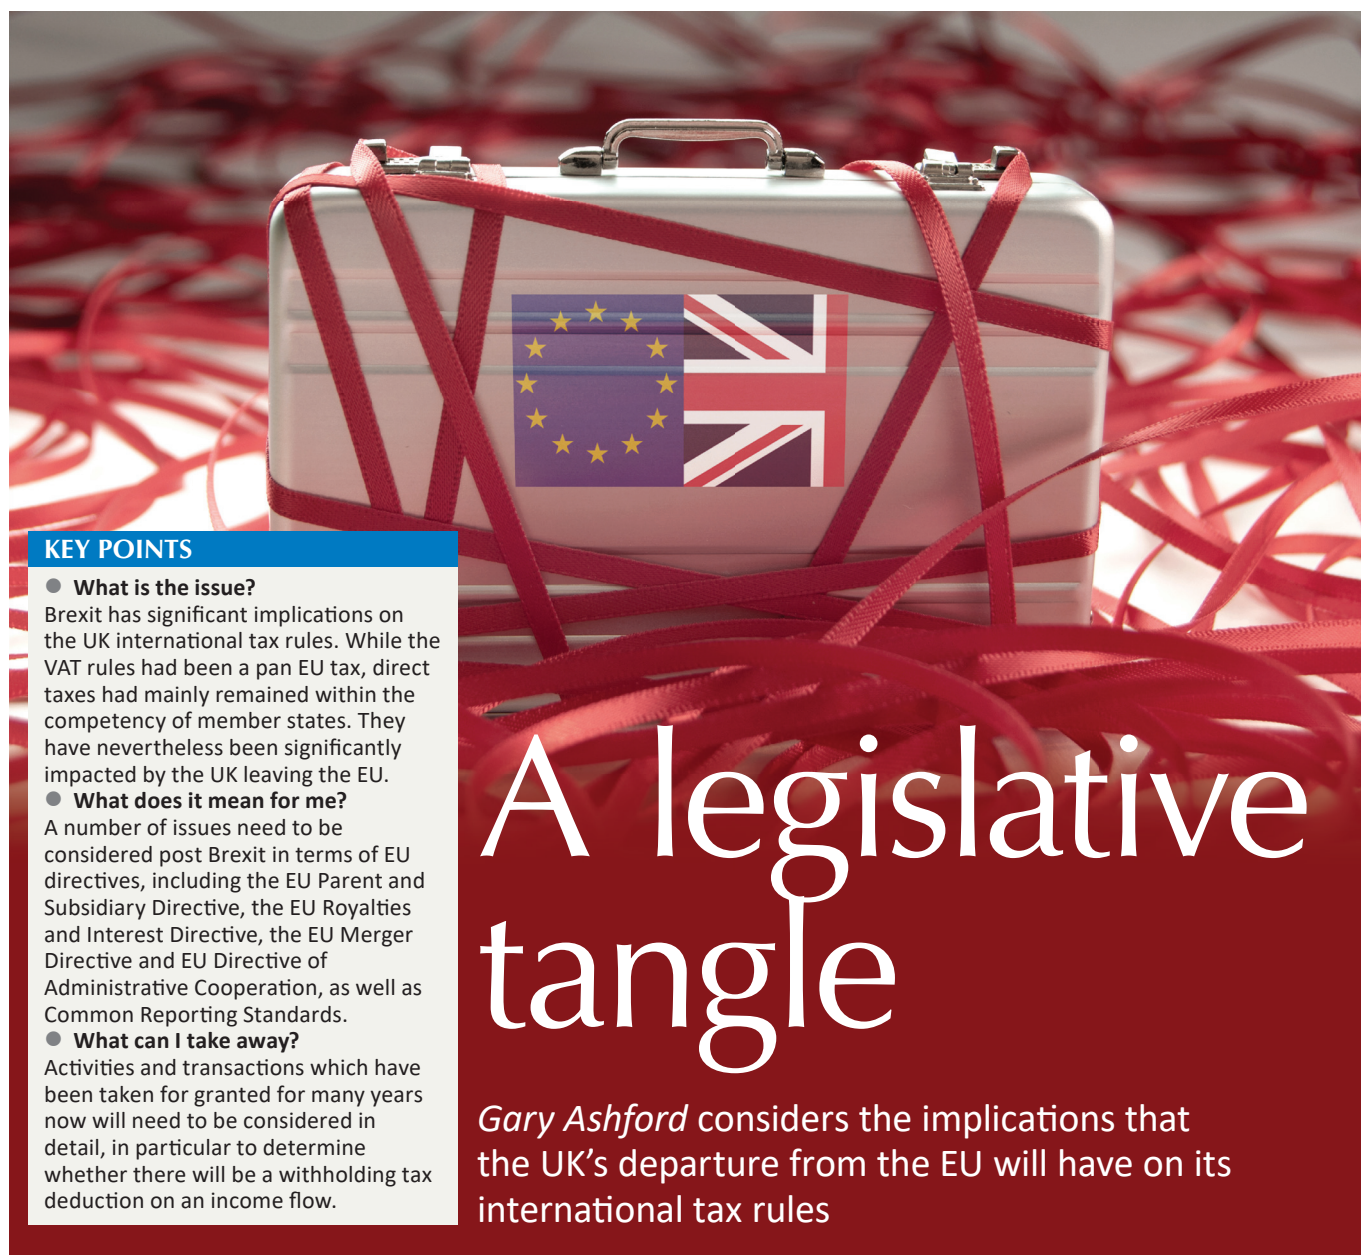 KEY POINTS
● What is the issue?
Brexit has significant implications on
the UK international tax rules. While the
VAT rules had been a pan EU tax, direct
taxes had mainly remained within the
competency of member states. They
have nevertheless been significantly
impacted by the UK leaving the EU.
● What does it mean for me?
A number of issues need to be
considered post Brexit in terms of EU
directives, including the EU Parent and
Subsidiary Directive, the EU Royalties
and Interest Directive, the EU Merger
Directive and EU Directive of
Administrative Cooperation, as well as
Common Reporting Standards.
● What can I take away?
Activities and transactions which have
been taken for granted for many years
now will need to be considered in
detail, in particular to determine
whether there will be a withholding tax
deduction on an income flow.
A legislative
tangle
Gary Ashford considers the implications that
the UK's departure from the EU will have on its
international tax rules